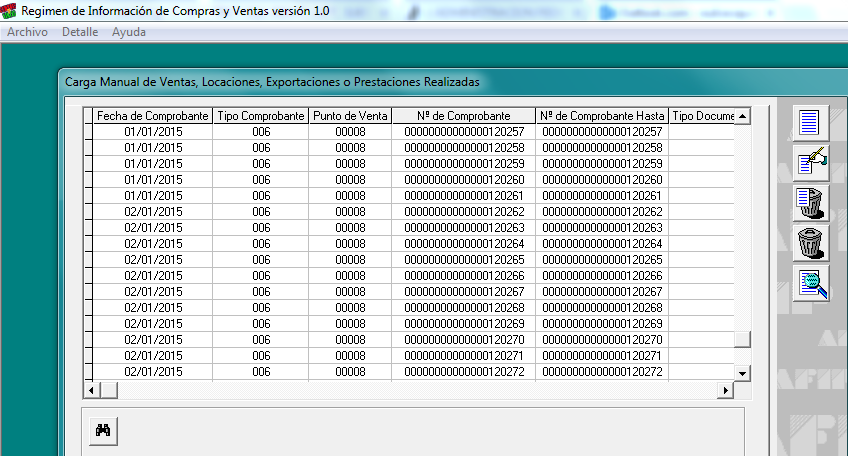 Regimen de Información de Compras y Ventas versión 1.0
Archivo Detalle Ayuda
Carga Manual de Ventas, Locaciones, Exportaciones o Prestaciones Realizadas
Fecha de Comprobante Tipo Comprobante Punto de Venta Nº de Comprobante Nº de Comprobante Hasta Tipo Docume
01/01/2015 006 00008 00000000000000120257 00000000000000120257
01/01/2015 006 00008 00000000000000120258 00000000000000120258
01/01/2015 006 00008 00000000000000120259 00000000000000120259
01/01/2015 006 00008 00000000000000120260 00000000000000120260
01/01/2015 006 00008 00000000000000120261 00000000000000120261
02/01/2015 006 00008 00000000000000120262 00000000000000120262
02/01/2015 006 00008 00000000000000120263 00000000000000120263
02/01/2015 006 00008 00000000000000120264 00000000000000120264
02/01/2015 006 00008 00000000000000120265 00000000000000120265
02/01/2015 006 00008 00000000000000120266 00000000000000120266
02/01/2015 006 00008 00000000000000120267 00000000000000120267
02/01/2015 006 00008 00000000000000120268 00000000000000120268
02/01/2015 006 00008 00000000000000120269 00000000000000120269
02/01/2015 006 00008 00000000000000120270 00000000000000120270
02/01/2015 006 00008 00000000000000120271 00000000000000120271
02/01/2015 006 00008 00000000000000120272 00000000000000120272